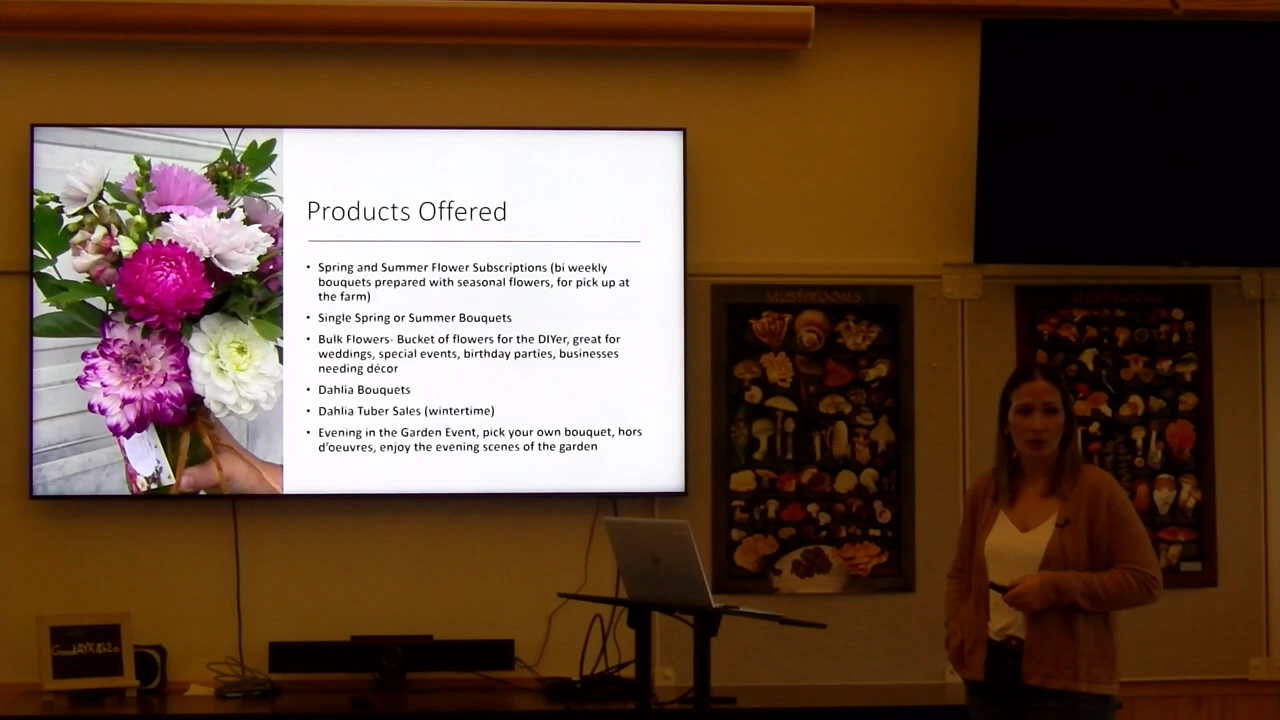 Products Offered
• Spring and Summer Flower Subscriptions (bi weekly
bouquets prepared with seasonal flowers, for pick up at
the farm)
• Single Spring or Summer Bouquets
• Bulk Flowers- Bucket of flowers for the DIYer, great for
weddings, special events, birthday parties, businesses
needing décor
• Dahlia Bouquets
• Dahlia Tuber Sales (wintertime)
• Evening in the Garden Event, pick your own bouquet, hors
d'oeuvres, enjoy the evening scenes of the garden
MUSHROOMS
MUSHROOMS